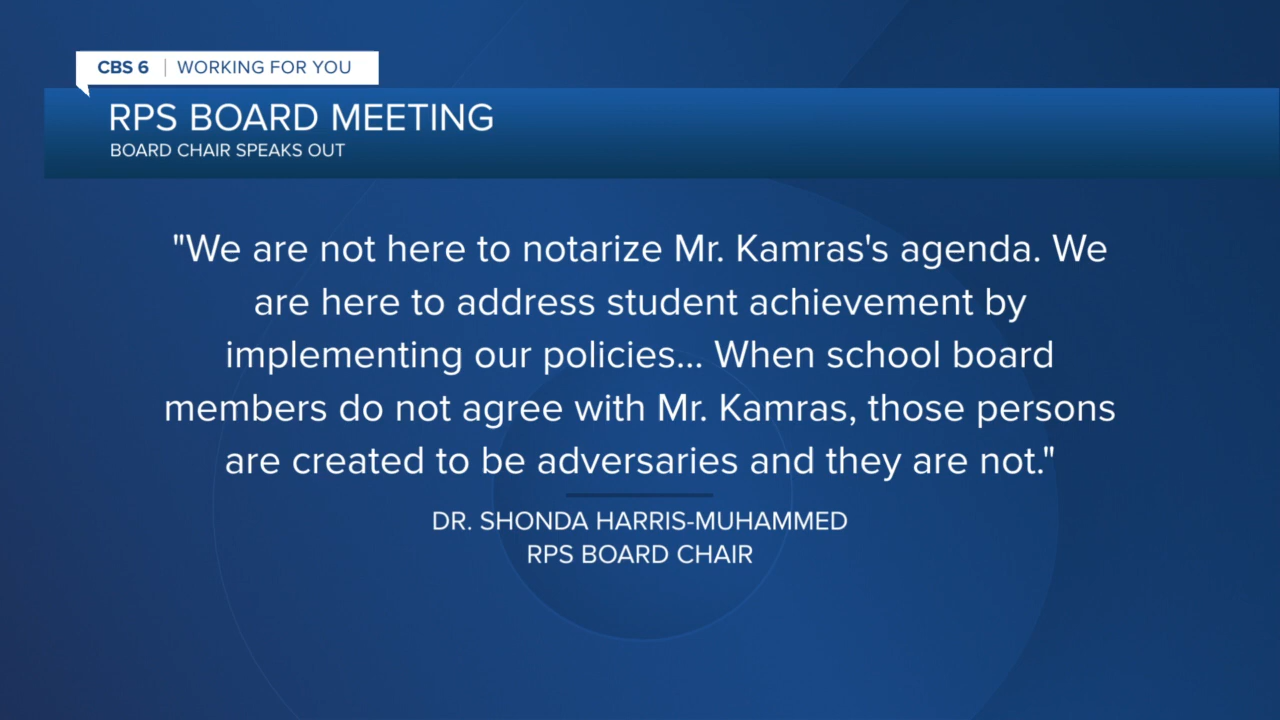 CBS 6 | WORKING FOR YOU
RPS BOARD MEETING
BOARD CHAIR SPEAKS OUT
"We are not here to notarize Mr. Kamras's agenda. We
are here to address student achievement by
implementing our policies... When school board
members do not agree with Mr. Kamras, those persons
are created to be adversaries and they are not."
DR. SHONDA HARRIS-MUHAMMED
RPS BOARD CHAIR